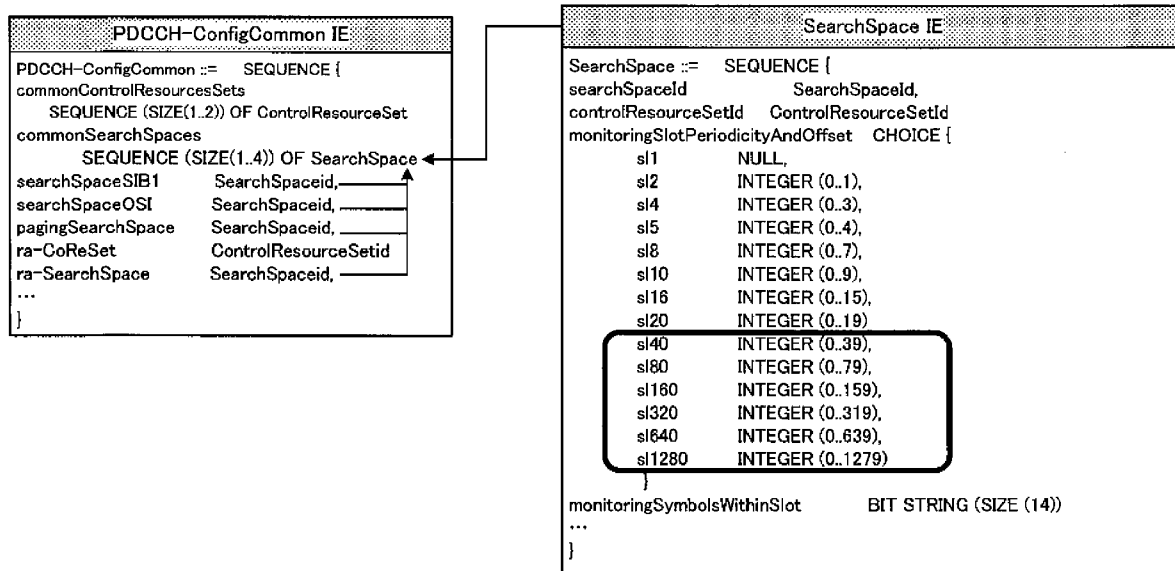 PDCCH-ConfigCommon IE
PDCCH-ConfigCommon ::= SEQUENCE {
commonControlResourcesSets
SEQUENCE (SIZE(1..2)) OF ControlResourceSet
commonSearchSpaces
SEQUENCE (SIZE(1..4)) OF SearchSpace
searchSpaceSIB1 SearchSpaceid,
searchSpaceOSI SearchSpaceid,
pagingSearchSpace SearchSpaceid,
ra-CoReSet ControlResourceSetid
ra-SearchSpace SearchSpaceid,
...
}
SearchSpace IE
SearchSpace ::= SEQUENCE {
searchSpaceId SearchSpaceId,
controlResourceSetId ControlResourceSetId
monitoringSlotPeriodicityAndOffset CHOICE {
sl1 NULL,
sl2 INTEGER (0..1),
sl4 INTEGER (0..3),
sl5 INTEGER (0..4),
sl8 INTEGER (0..7),
sl10 INTEGER (0..9),
sl16 INTEGER (0..15),
sl20 INTEGER (0..19)
sl40 INTEGER (0..39),
sl80 INTEGER (0..79),
sl160 INTEGER (0..159),
sl320 INTEGER (0..319),
sl640 INTEGER (0..639),
sl1280 INTEGER (0..1279)
}
monitoringSymbolsWithinSlot BIT STRING (SIZE (14))
...
}